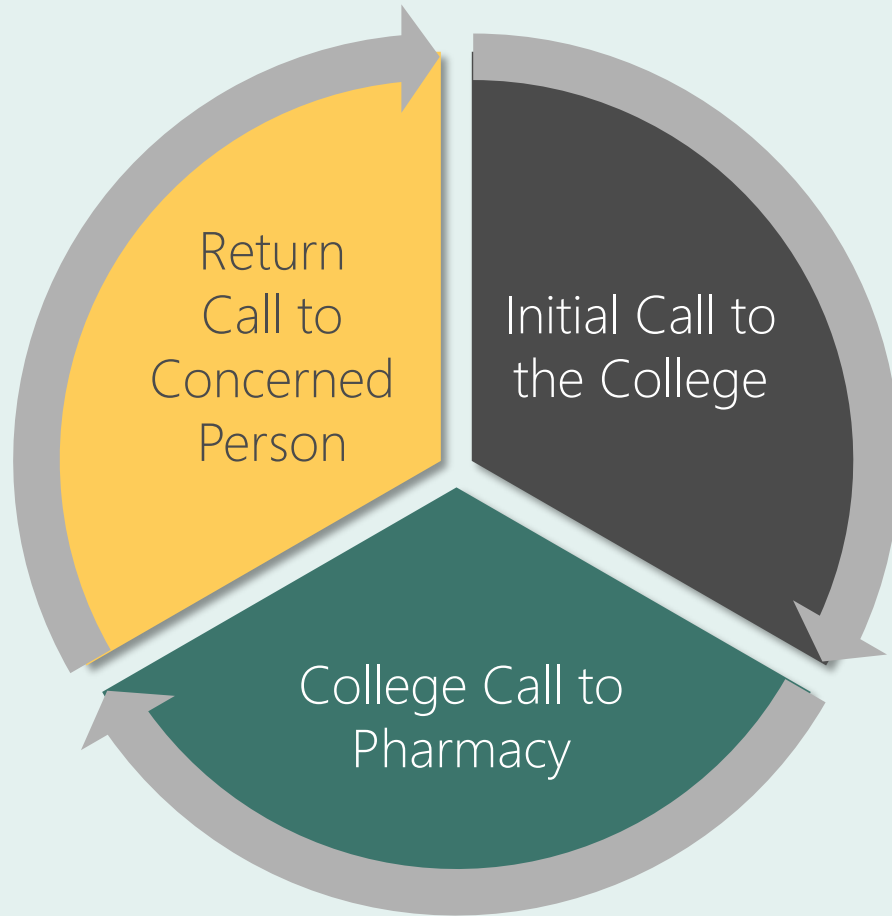 Initial Call to
the College
College Call to
Pharmacy
Return
Call to
Concerned
Person